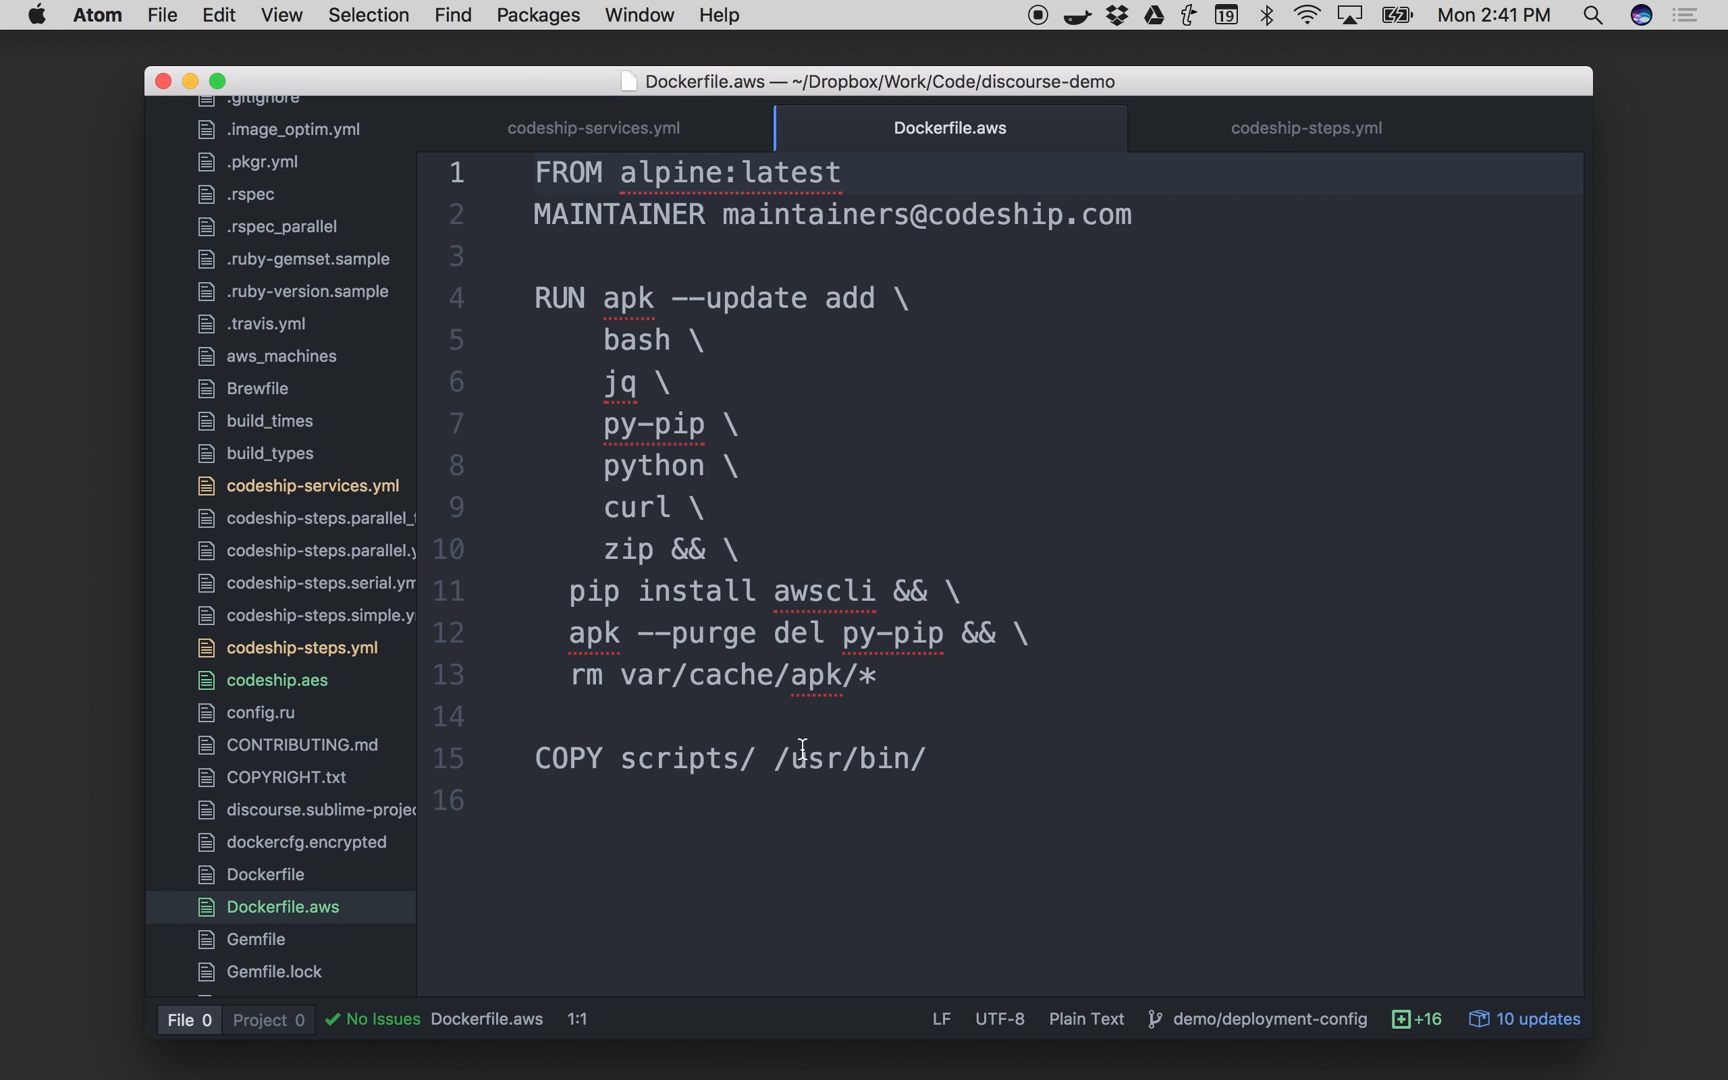 Atom File Edit View Selection Find Packages Window Help 19 Mon 2:41 PM
Dockerfile.aws — ~/Dropbox/Work/Code/discourse-demo
.gitignore
.image_optim.yml
.pkgr.yml
.rspec
.rspec_parallel
.ruby-gemset.sample
.ruby-version.sample
.travis.yml
aws_machines
Brewfile
build_times
build_types
codeship-services.yml
codeship-steps.parallel_
codeship-steps.parallel.y
codeship-steps.serial.ym
codeship-steps.simple.y
codeship-steps.yml
codeship.aes
config.ru
CONTRIBUTING.md
COPYRIGHT.txt
discourse.sublime-projec
dockercfg.encrypted
Dockerfile
Dockerfile.aws
Gemfile
Gemfile.lock
codeship-services.yml Dockerfile.aws codeship-steps.yml
1 FROM alpine:latest
2 MAINTAINER maintainers@codeship.com
3
4 RUN apk --update add \
5 bash \
6 jq \
7 py-pip \
8 python \
9 curl \
10 zip && \
11 pip install awscli && \
12 apk --purge del py-pip && \
13 rm var/cache/apk/*
14
15 COPY scripts/ /usr/bin/
16
File 0 Project 0 No Issues Dockerfile.aws 1:1 LF UTF-8 Plain Text demo/deployment-config +16 10 updates